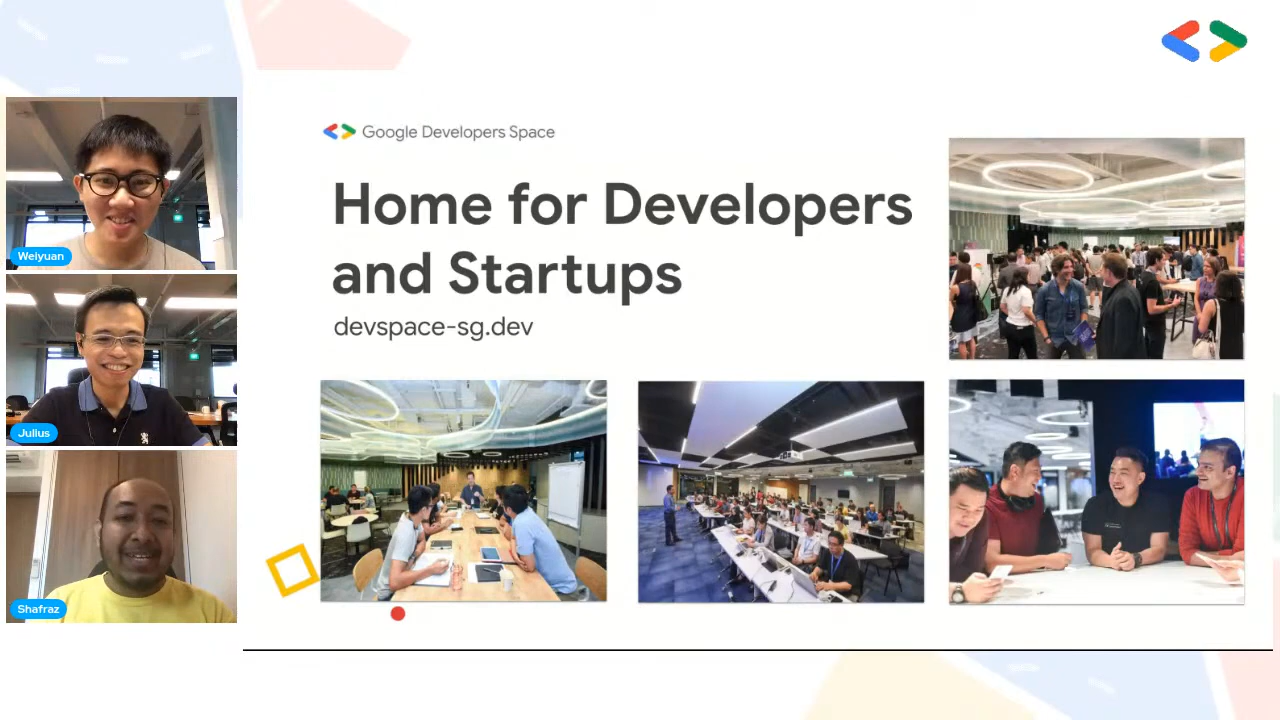 Weiyuan
Julius
Shafraz
Google Developers Space
Home for Developers
and Startups
devspace-sg.dev